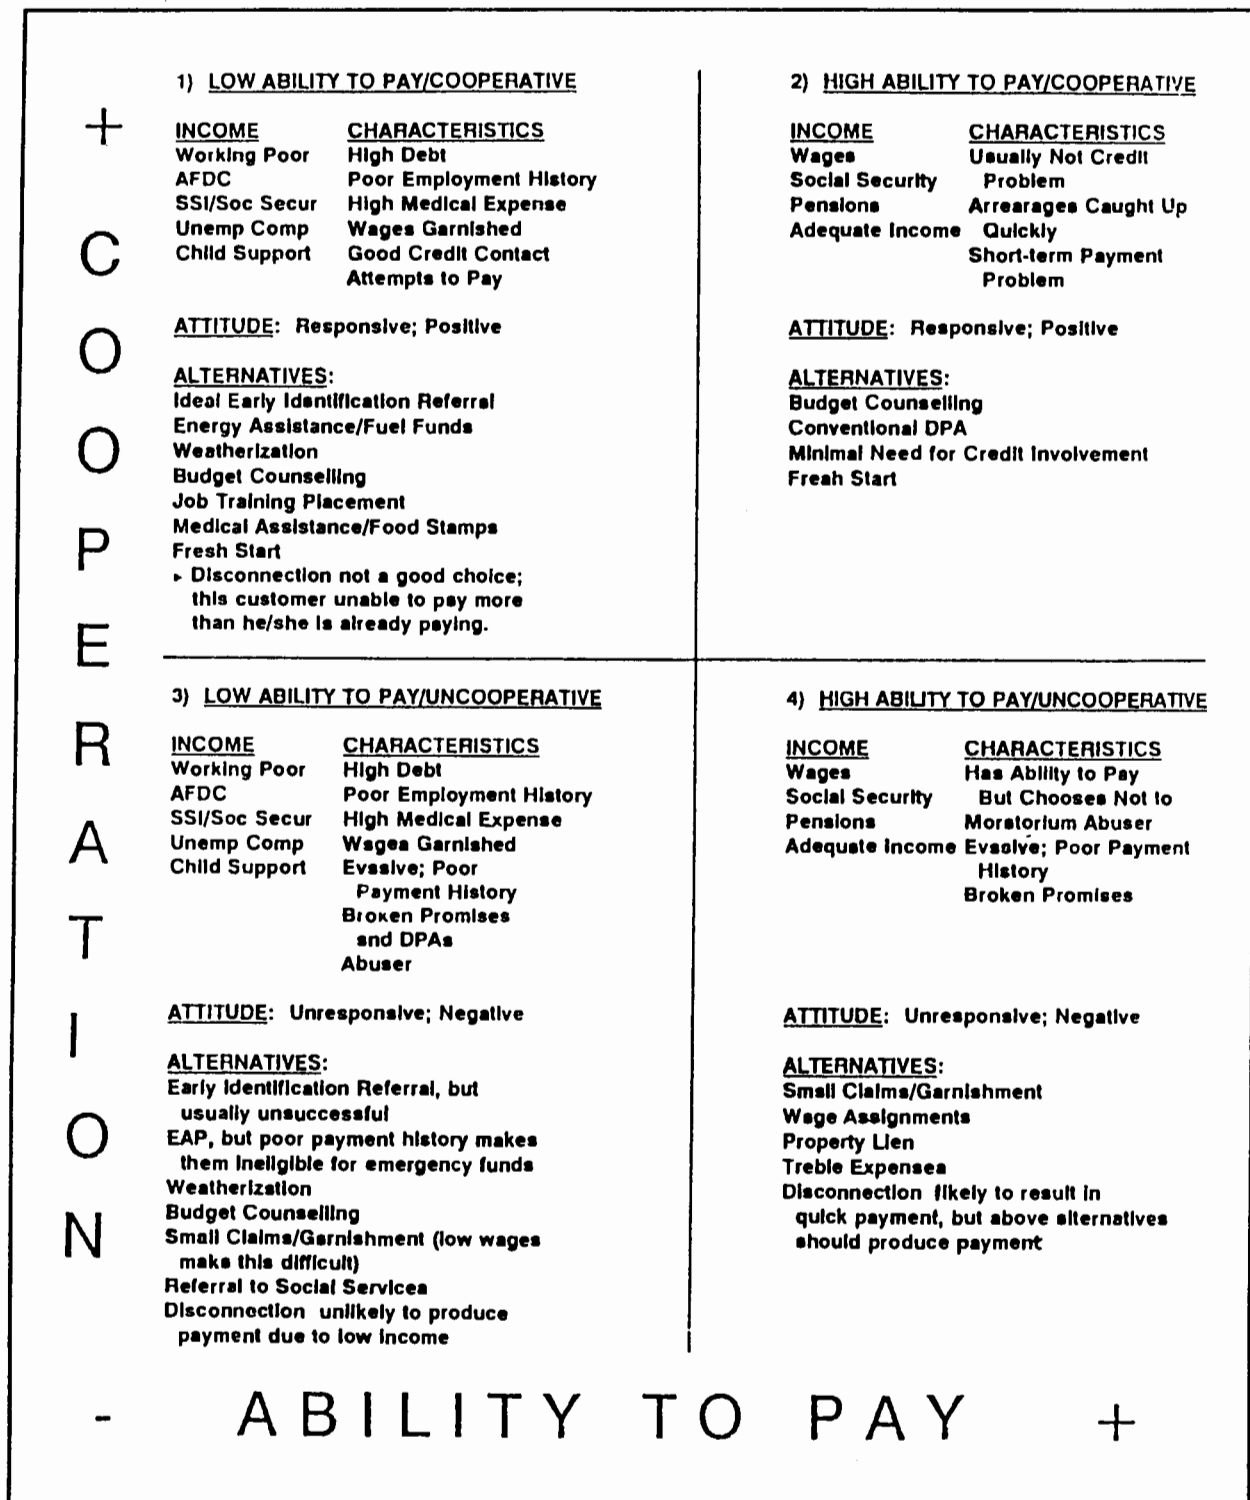 +
COOPERATION
1) LOW ABILITY TO PAY/COOPERATIVE
INCOME
Working Poor
AFDC
SSI/Soc Secur
Unemp Comp
Child Support
CHARACTERISTICS
High Debt
Poor Employment History
High Medical Expense
Wages Garnished
Good Credit Contact
Attempts to Pay
ATTITUDE: Responsive; Positive
ALTERNATIVES:
Ideal Early Identification Referral
Energy Assistance/Fuel Funds
Weatherization
Budget Counselling
Job Training Placement
Medical Assistance/Food Stamps
Fresh Start
▸ Disconnection not a good choice;
this customer unable to pay more
than he/she is already paying.
2) HIGH ABILITY TO PAY/COOPERATIVE
INCOME
Wages
Social Security
Pensions
Adequate Income
CHARACTERISTICS
Usually Not Credit
Problem
Arrearages Caught Up
Quickly
Short-term Payment
Problem
ATTITUDE: Responsive; Positive
ALTERNATIVES:
Budget Counselling
Conventional DPA
Minimal Need for Credit Involvement
Fresh Start
3) LOW ABILITY TO PAY/UNCOOPERATIVE
INCOME
Working Poor
AFDC
SSI/Soc Secur
Unemp Comp
Child Support
CHARACTERISTICS
High Debt
Poor Employment History
High Medical Expense
Wages Garnished
Evasive; Poor
Payment History
Broken Promises
and DPAs
Abuser
ATTITUDE: Unresponsive; Negative
ALTERNATIVES:
Early Identification Referral, but
usually unsuccessful
EAP, but poor payment history makes
them ineligible for emergency funds
Weatherization
Budget Counselling
Small Claims/Garnishment (low wages
make this difficult)
Referral to Social Services
Disconnection unlikely to produce
payment due to low income
4) HIGH ABILITY TO PAY/UNCOOPERATIVE
INCOME
Wages
Social Security
Pensions
Adequate Income
CHARACTERISTICS
Has Ability to Pay
But Chooses Not to
Moratorium Abuser
Evasive; Poor Payment
History
Broken Promises
ATTITUDE: Unresponsive; Negative
ALTERNATIVES:
Small Claims/Garnishment
Wage Assignments
Property Lien
Treble Expenses
Disconnection likely to result in
quick payment, but above alternatives
should produce payment
- ABILITY TO PAY +